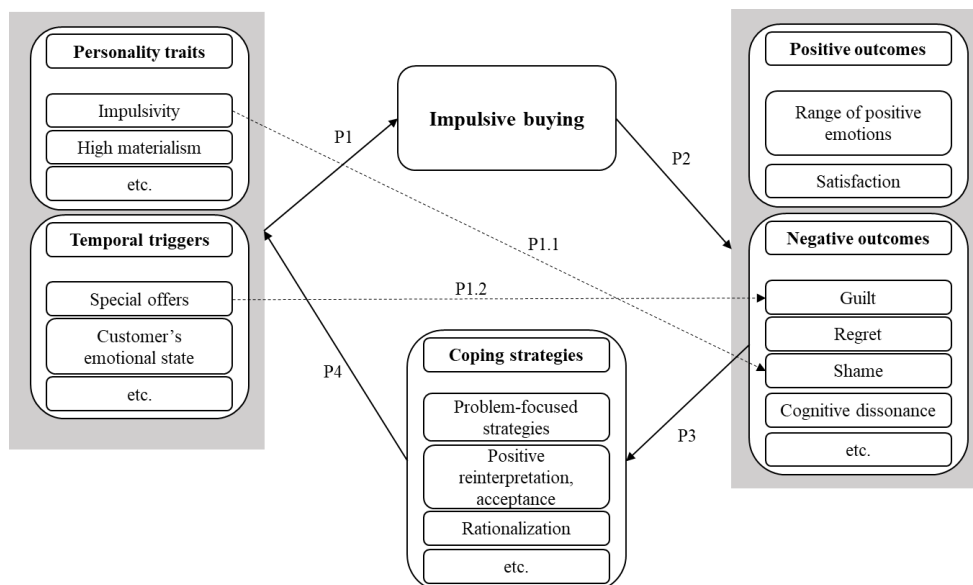 Personality traits
Impulsivity
High materialism
etc.
Temporal triggers
Special offers
Customer’s
emotional state
etc.
P1
Impulsive buying
P2
P1.1
P1.2
P4
P3
Coping strategies
Problem-focused
strategies
Positive
reinterpretation,
acceptance
Rationalization
etc.
Positive outcomes
Range of positive
emotions
Satisfaction
Negative outcomes
Guilt
Regret
Shame
Cognitive dissonance
etc.